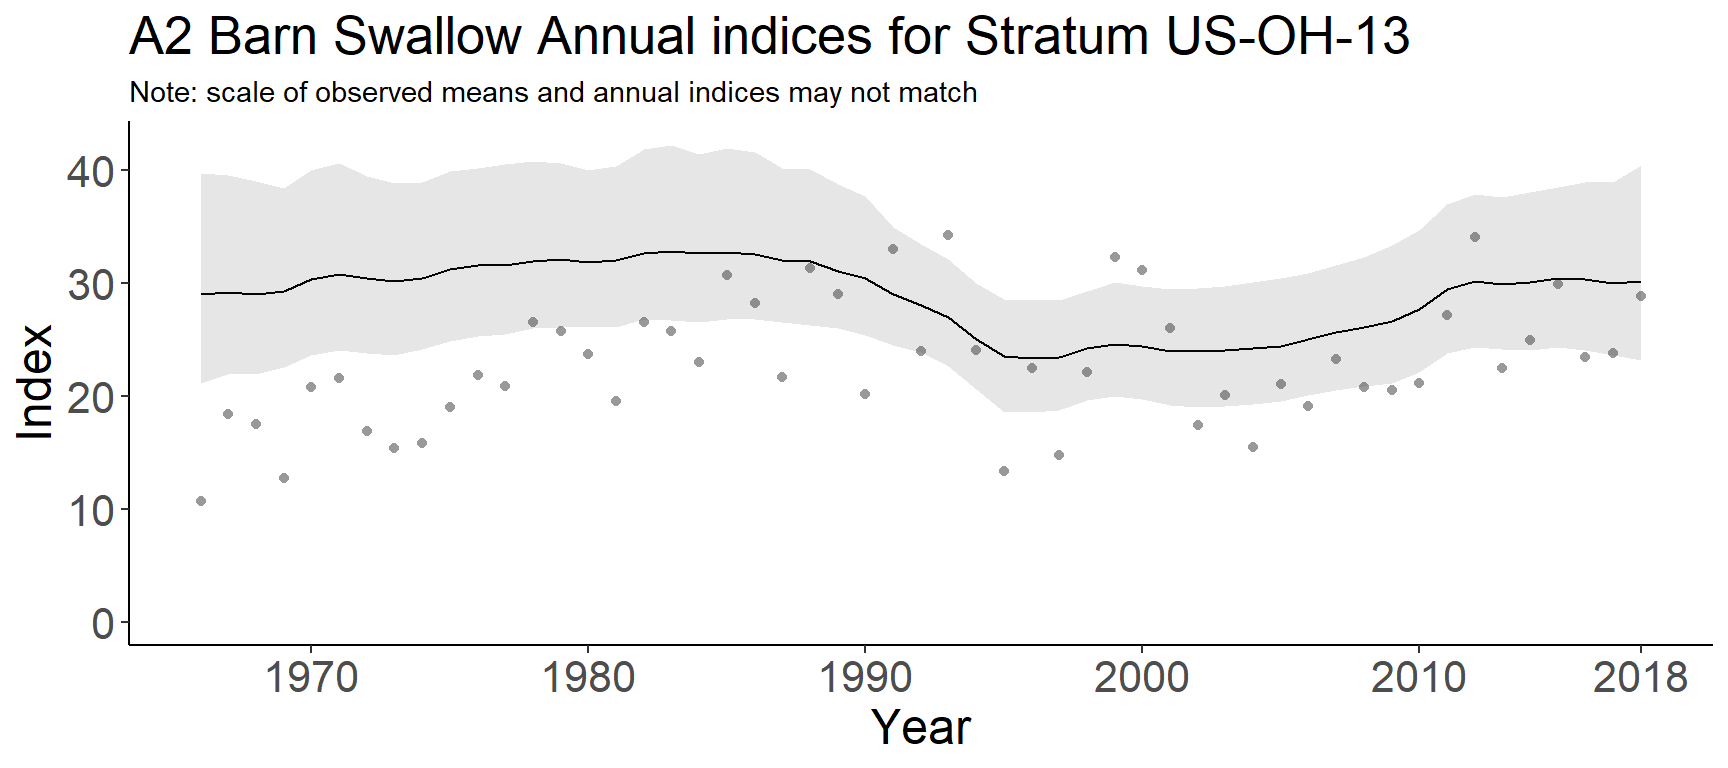 A2 Barn Swallow Annual indices for Stratum US-OH-13
Note: scale of observed means and annual indices may not match
40
30
20
10
0
Index
1970 1980 1990 2000 2010 2018
Year